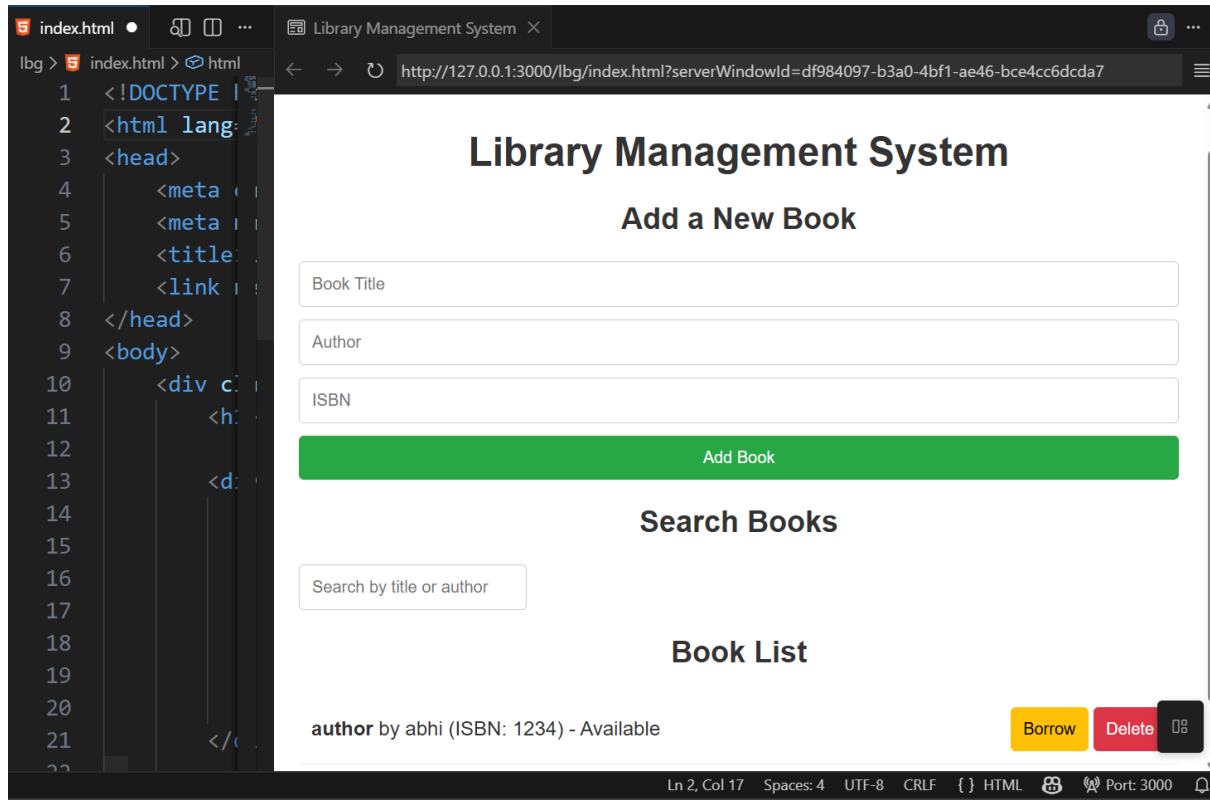 index.html
Library Management System
lbg > index.html > html
http://127.0.0.1:3000/lbg/index.html?serverWindowId=df984097-b3a0-4bf1-ae46-bce4cc6dcda7
1 <!DOCTYPE
2 <html lang
3 <head>
4 <meta
5 <meta
6 <title
7 <link
8 </head>
9 <body>
10 <div
11
12
13
14
15
16
17
18
19
20
21
22
Library Management System
Add a New Book
Book Title
Author
ISBN
Add Book
Search Books
Search by title or author
Book List
author by abhi (ISBN: 1234) - Available
Borrow
Delete
Ln 2, Col 17 Spaces: 4 UTF-8 CRLF { } HTML Port: 3000